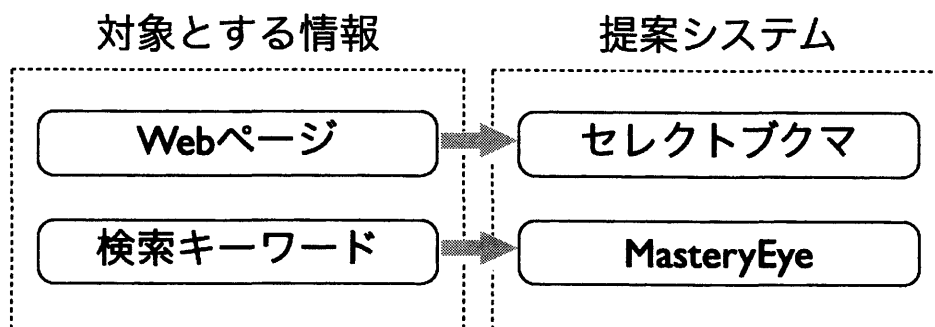 対象とする情報
提案システム
Webページ
セレクトブクマ
検索キーワード
MasteryEye